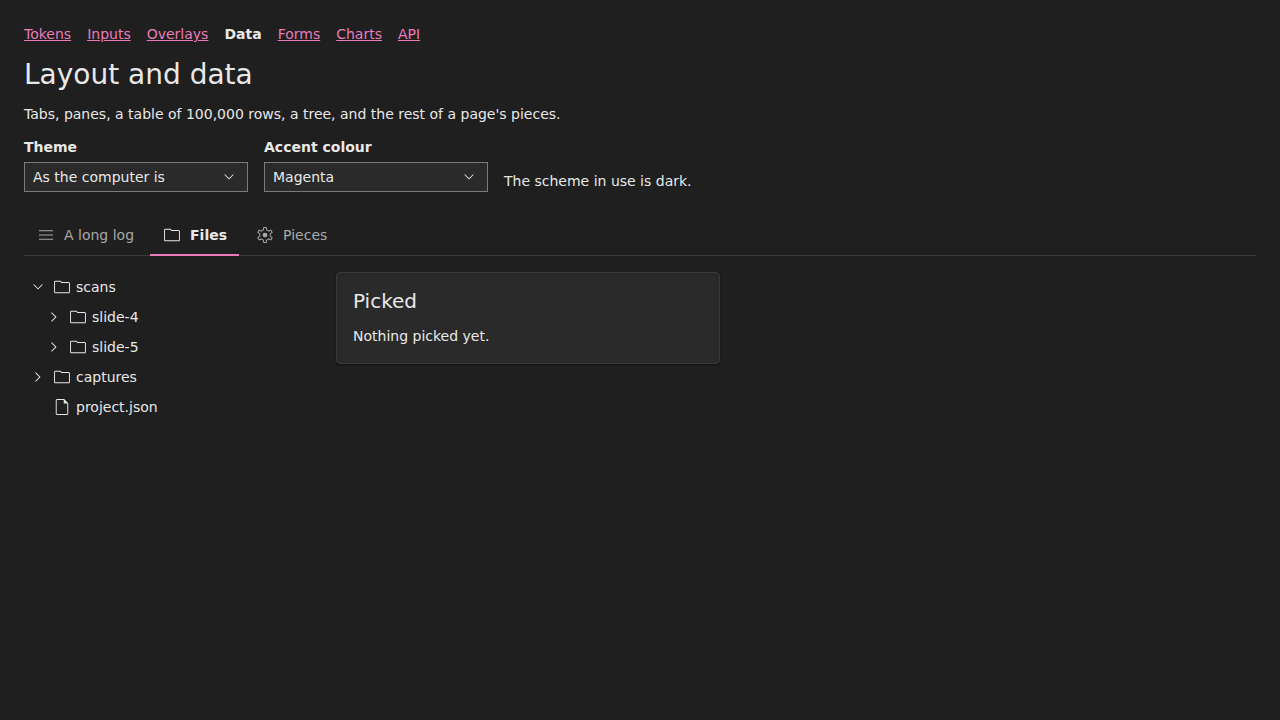 Tokens Inputs Overlays Data Forms Charts API
Layout and data
Tabs, panes, a table of 100,000 rows, a tree, and the rest of a page's pieces.
Theme Accent colour
As the computer is Magenta The scheme in use is dark.
A long log Files Pieces
scans
slide-4
slide-5
captures
project.json
Picked
Nothing picked yet.